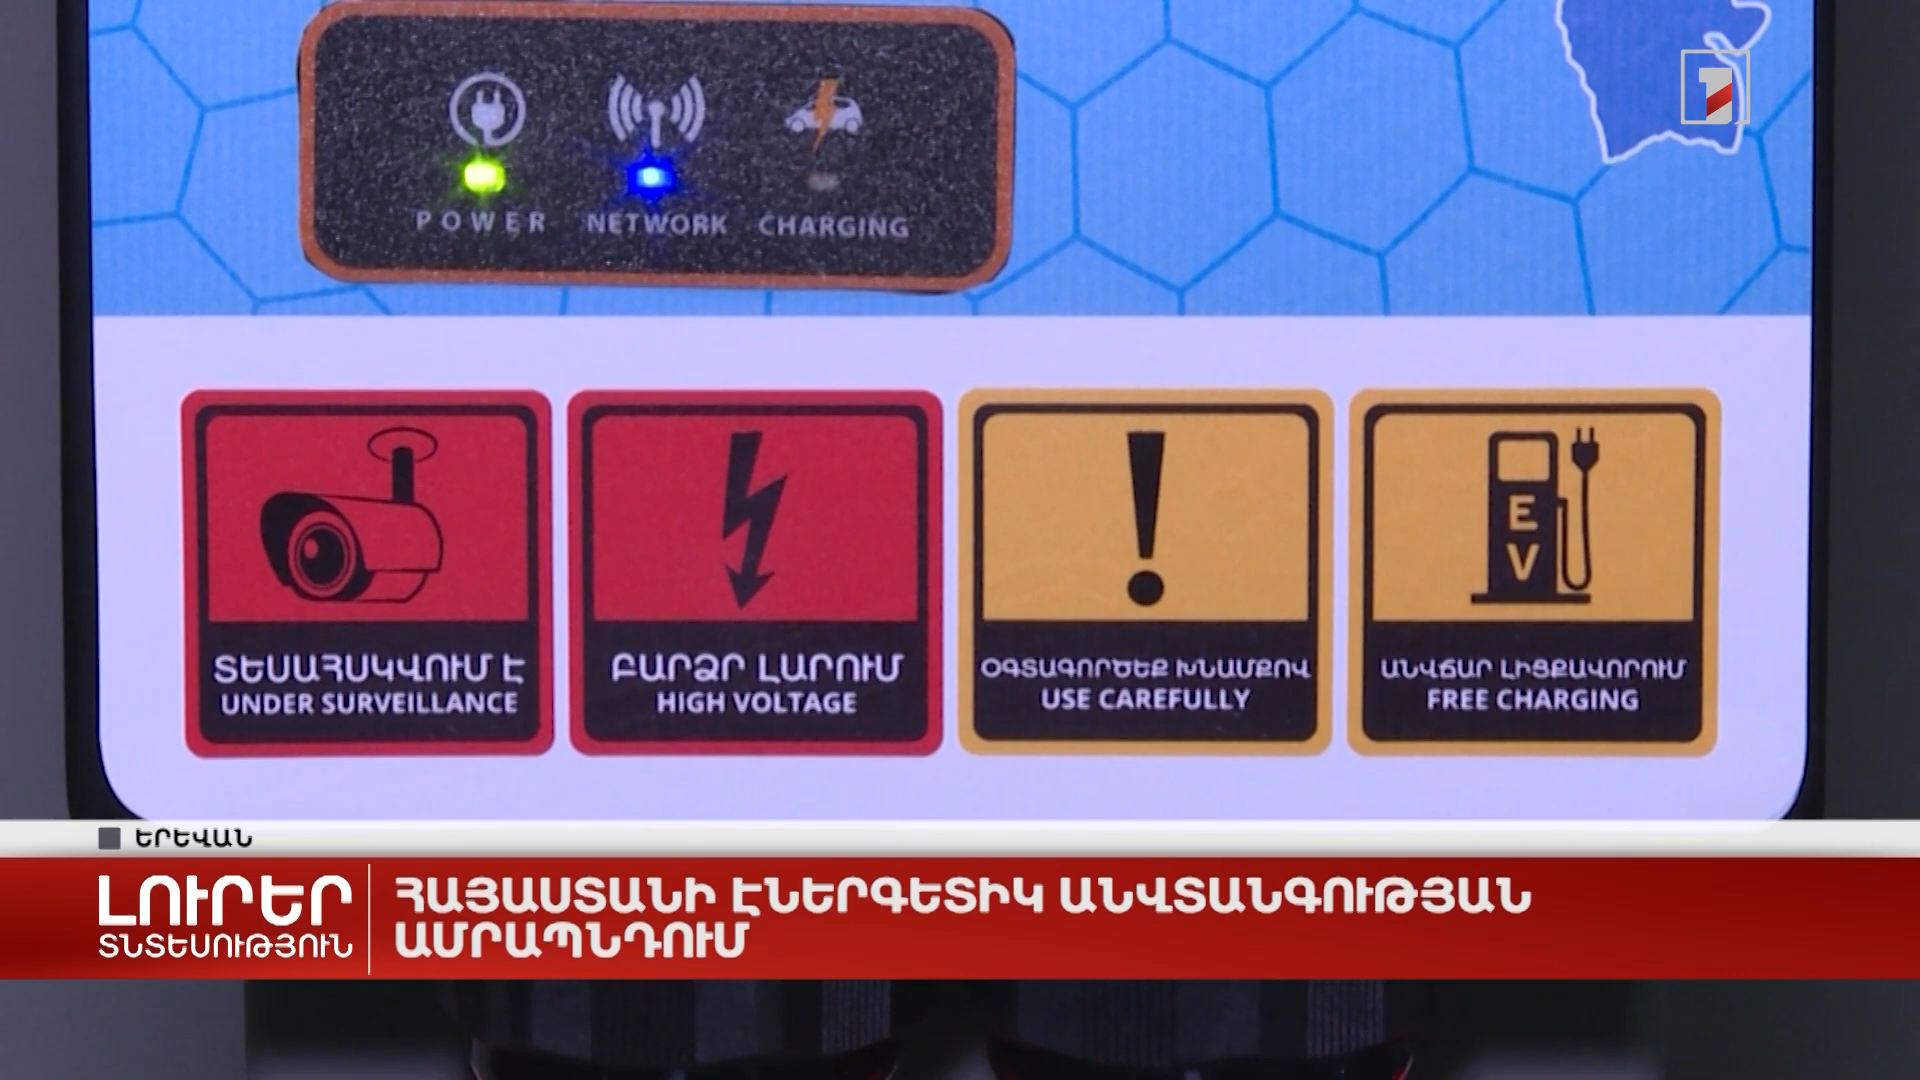 POWER NETWORK CHARGING
ՏԵՍԱՀՍԿՎՈՒՄ Է
UNDER SURVEILLANCE
ԲԱՐՁՐ ԼԱՐՈՒՄ
HIGH VOLTAGE
ՕԳՏԱԳՈՐԾԵՔ ԽՆԱՄՔՈՎ
USE CAREFULLY
EV
ԱՆՎՃԱՐ ԼԻՑՔԱՎՈՐՈՒՄ
FREE CHARGING
ԵՐԵՎԱՆ
ԼՈՒՐԵՐ
ՏՆՏԵՍՈՒԹՅՈՒՆ
ՀԱՅԱՍՏԱՆԻ ԷՆԵՐԳԵՏԻԿ ԱՆՎՏԱՆԳՈՒԹՅԱՆ
ԱՄՐԱՊՆԴՈՒՄ